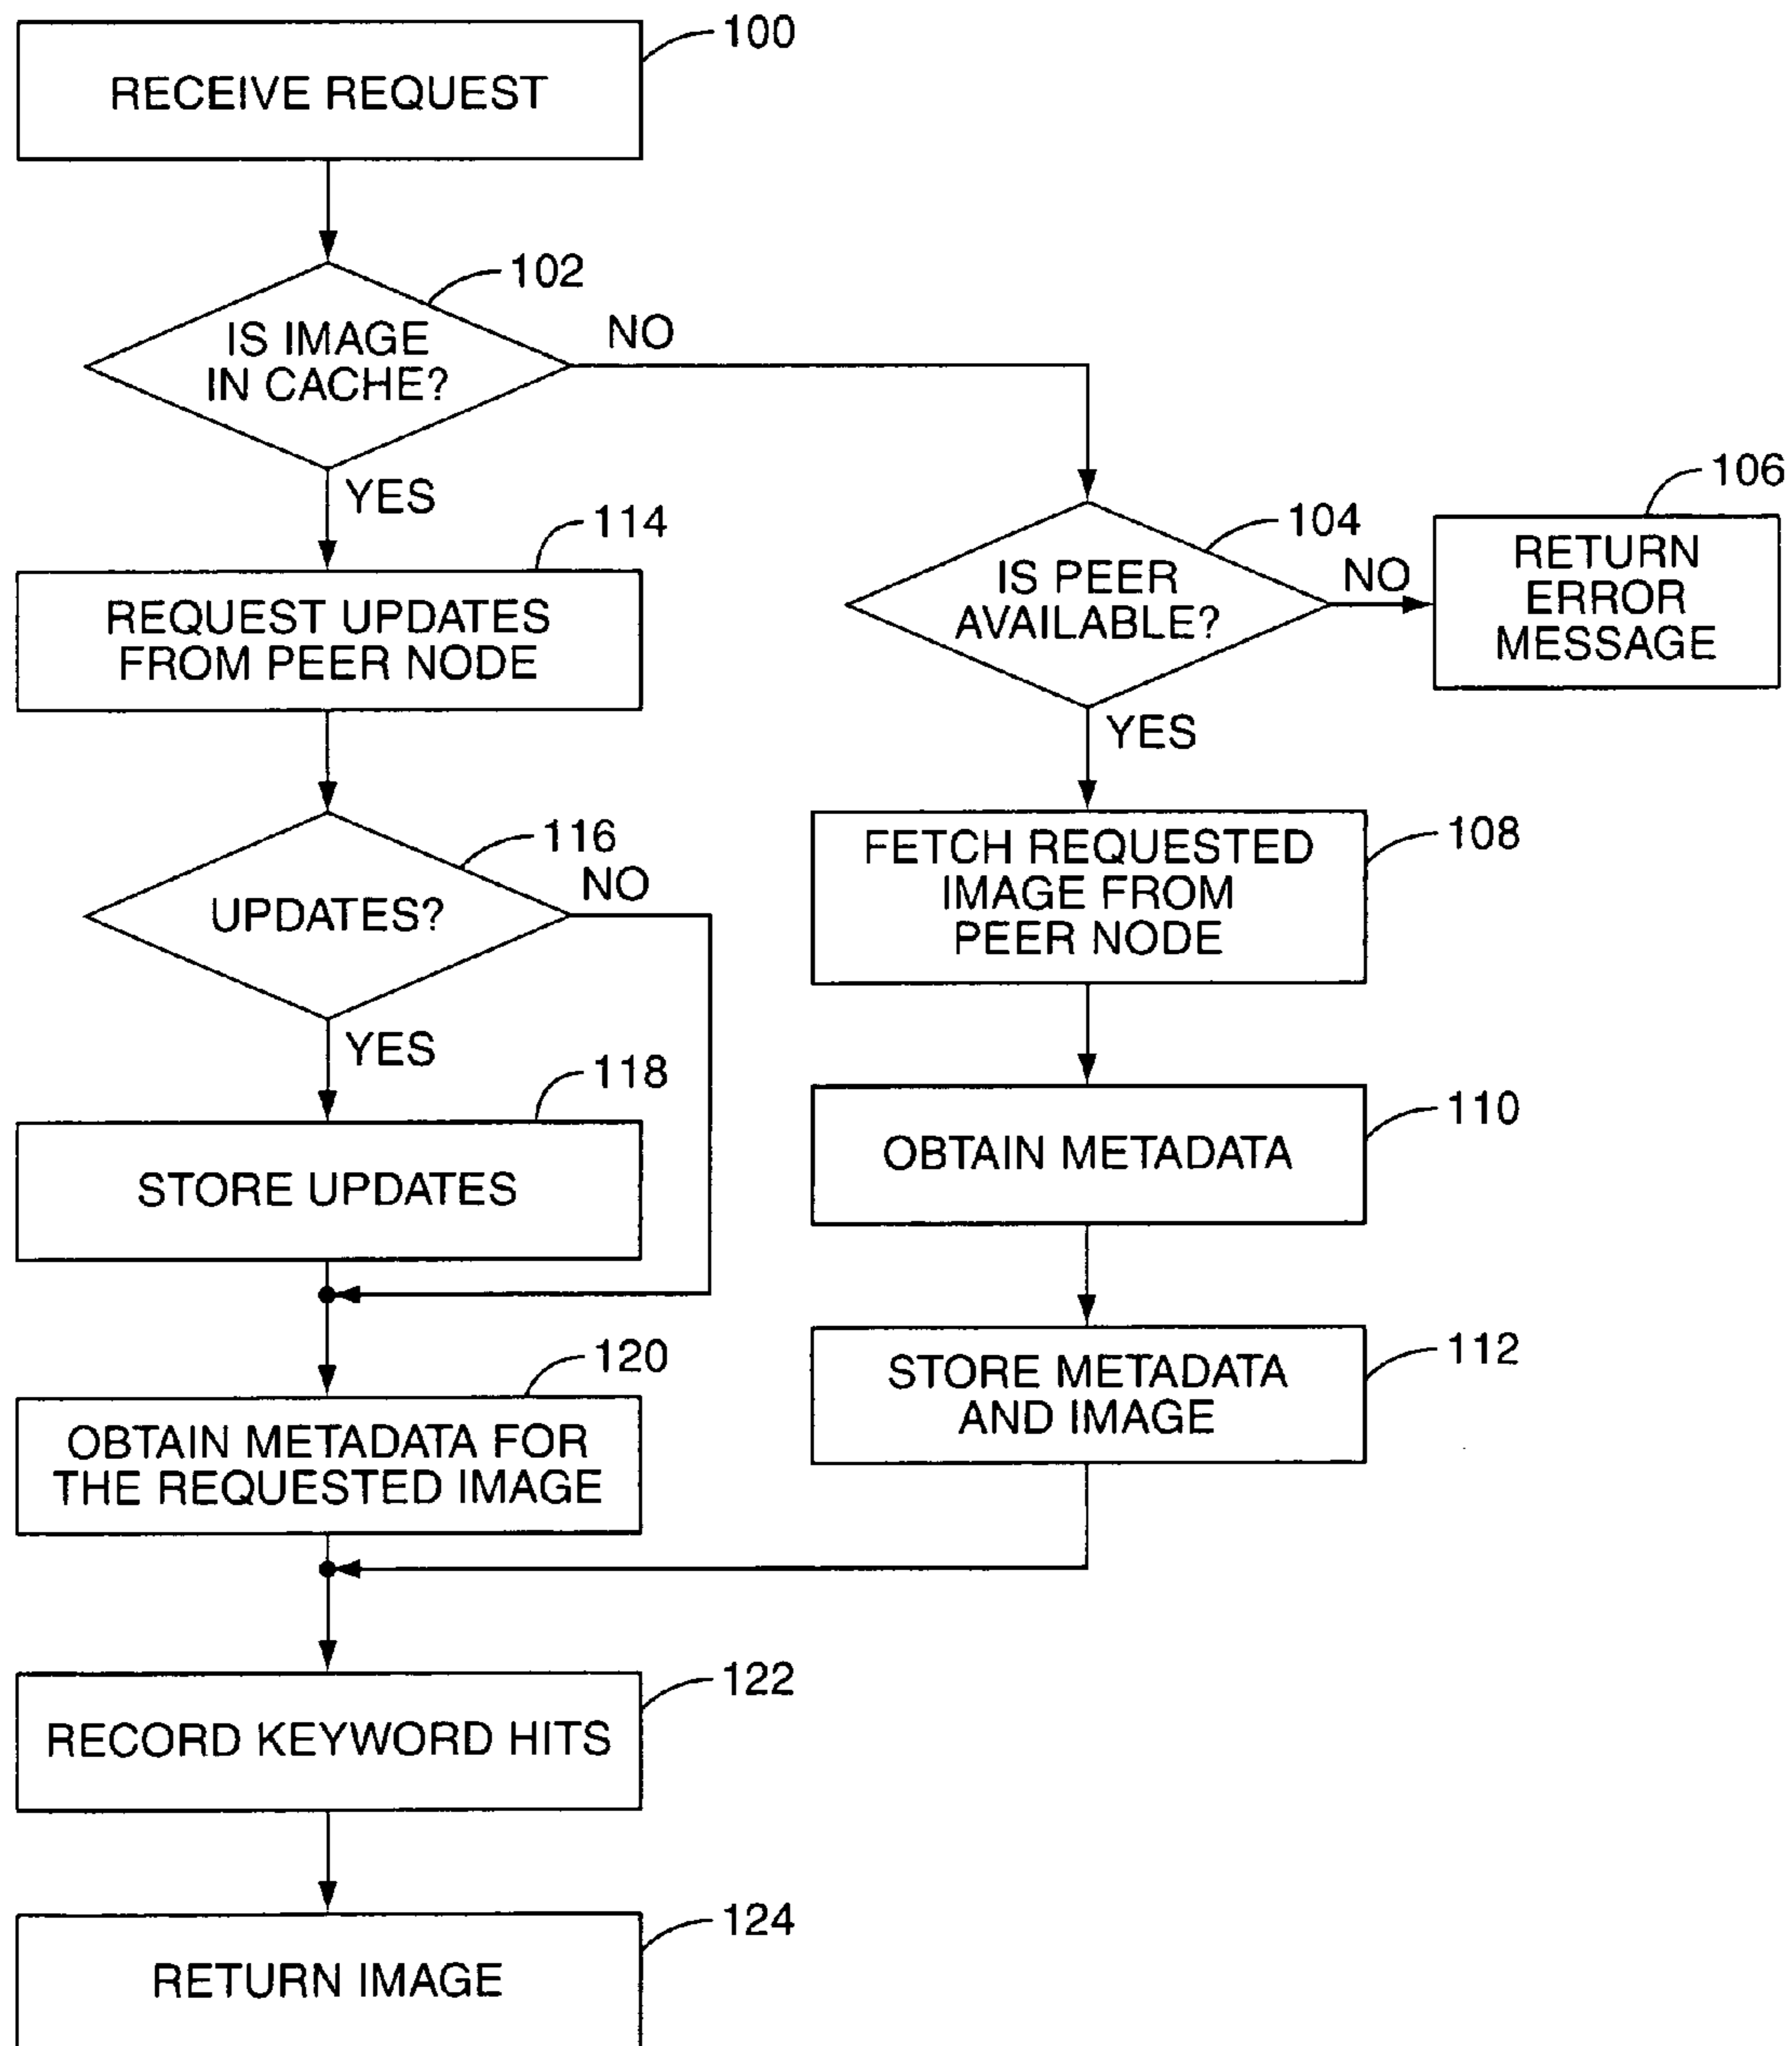 100
RECEIVE REQUEST
102
IS IMAGE
IN CACHE?
NO
YES
114
REQUEST UPDATES
FROM PEER NODE
104
IS PEER
AVAILABLE?
NO
106
RETURN
ERROR
MESSAGE
YES
116
UPDATES?
NO
YES
108
FETCH REQUESTED
IMAGE FROM
PEER NODE
118
STORE UPDATES
110
OBTAIN METADATA
120
OBTAIN METADATA FOR
THE REQUESTED IMAGE
112
STORE METADATA
AND IMAGE
122
RECORD KEYWORD HITS
124
RETURN IMAGE